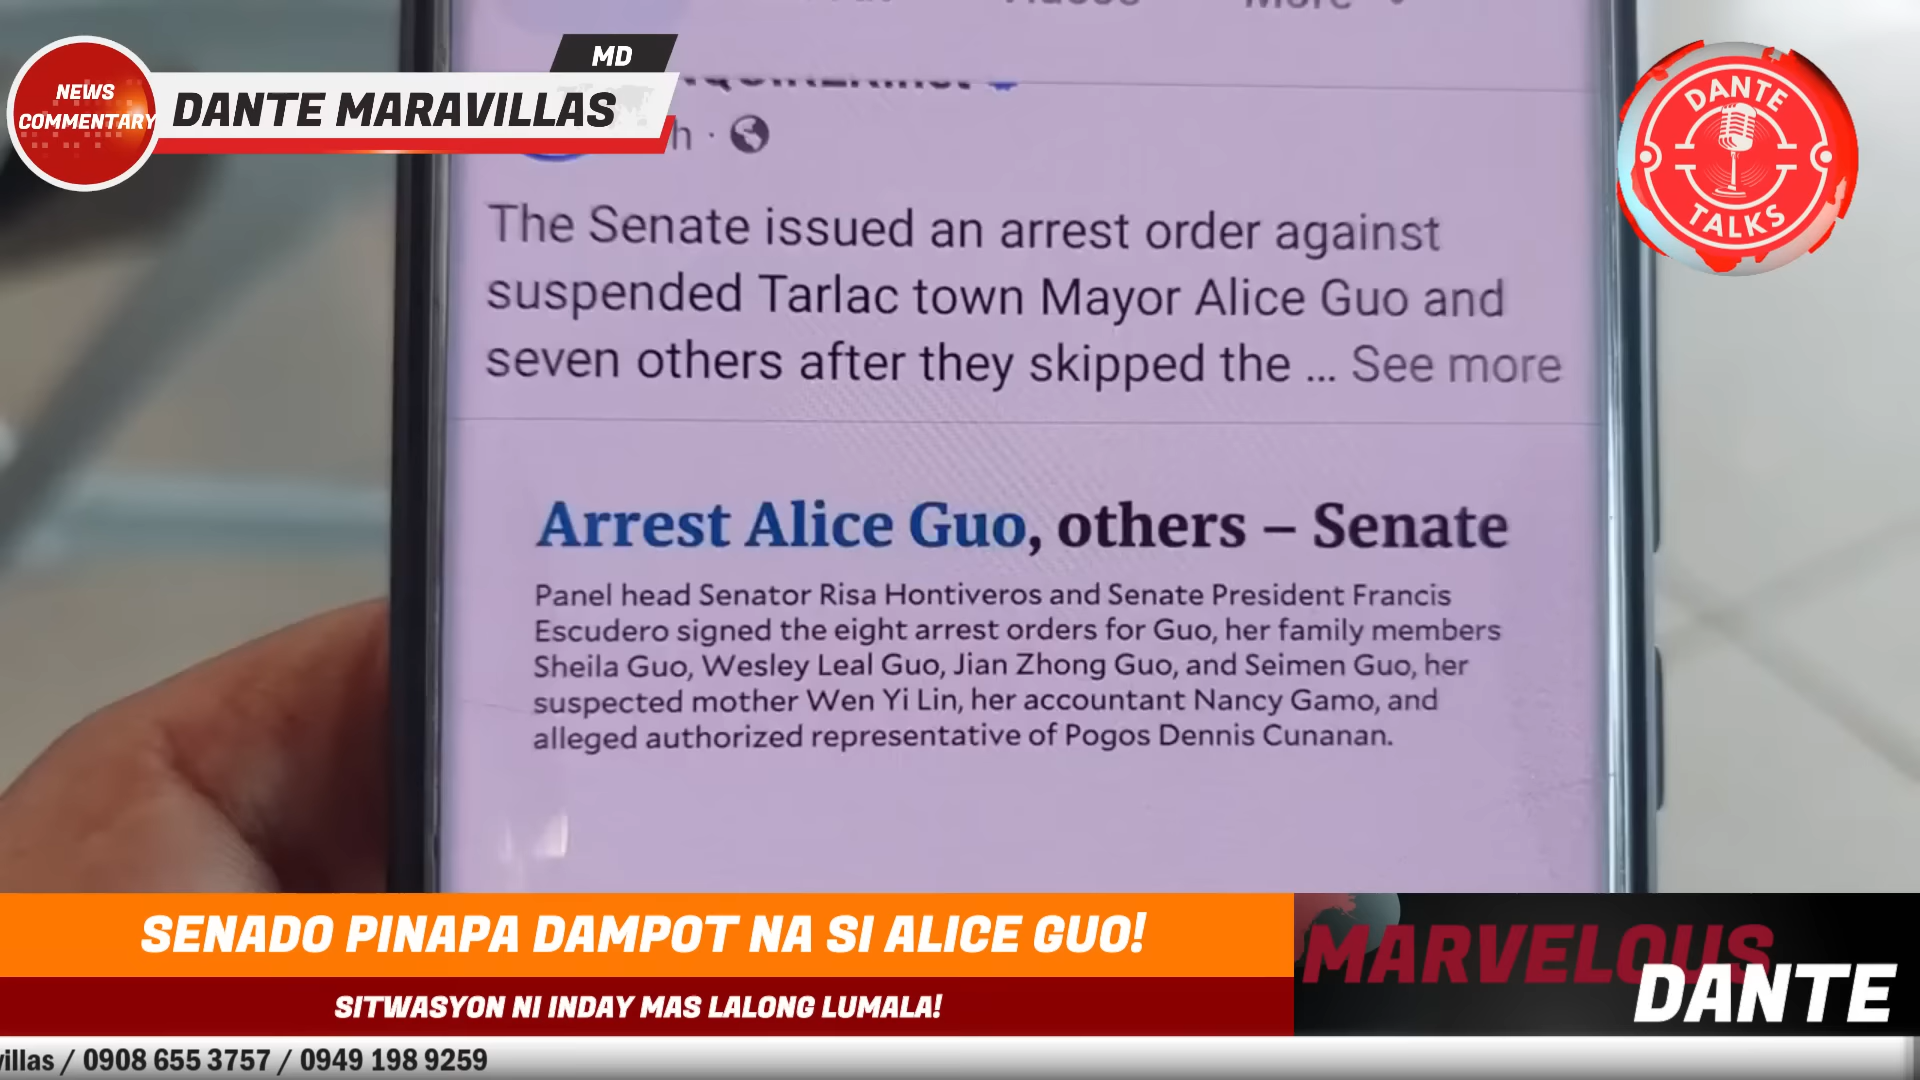 MD
NEWS
COMMENTARY
DANTE MARAVILLAS
DANTE
TALKS
More
h ·
The Senate issued an arrest order against
suspended Tarlac town Mayor Alice Guo and
seven others after they skipped the ... See more
Arrest Alice Guo, others – Senate
Panel head Senator Risa Hontiveros and Senate President Francis
Escudero signed the eight arrest orders for Guo, her family members
Sheila Guo, Wesley Leal Guo, Jian Zhong Guo, and Seimen Guo, her
suspected mother Wen Yi Lin, her accountant Nancy Gamo, and
alleged authorized representative of Pogos Dennis Cunanan.
SENADO PINAPA DAMPOT NA SI ALICE GUO!
SITWASYON NI INDAY MAS LALONG LUMALA!
MARVELOUS
DANTE
villas / 0908 655 3757 / 0949 198 9259